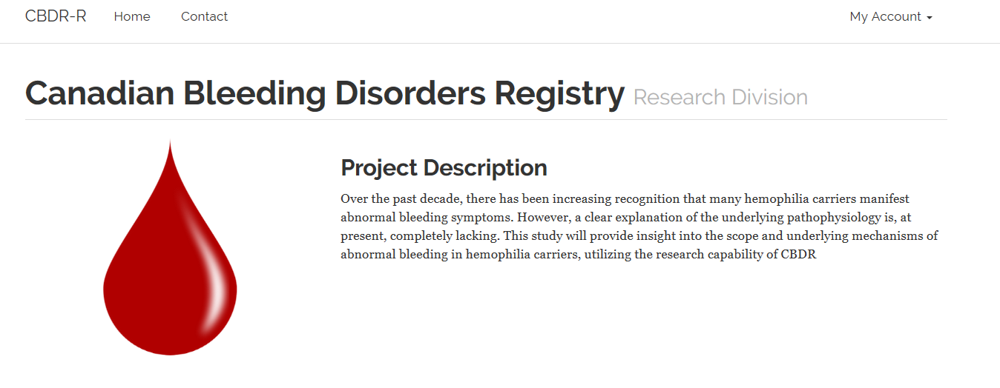 CBDR-R Home Contact My Account
Canadian Bleeding Disorders Registry Research Division
Project Description
Over the past decade, there has been increasing recognition that many hemophilia carriers manifest
abnormal bleeding symptoms. However, a clear explanation of the underlying pathophysiology is, at
present, completely lacking. This study will provide insight into the scope and underlying mechanisms of
abnormal bleeding in hemophilia carriers, utilizing the research capability of CBDR